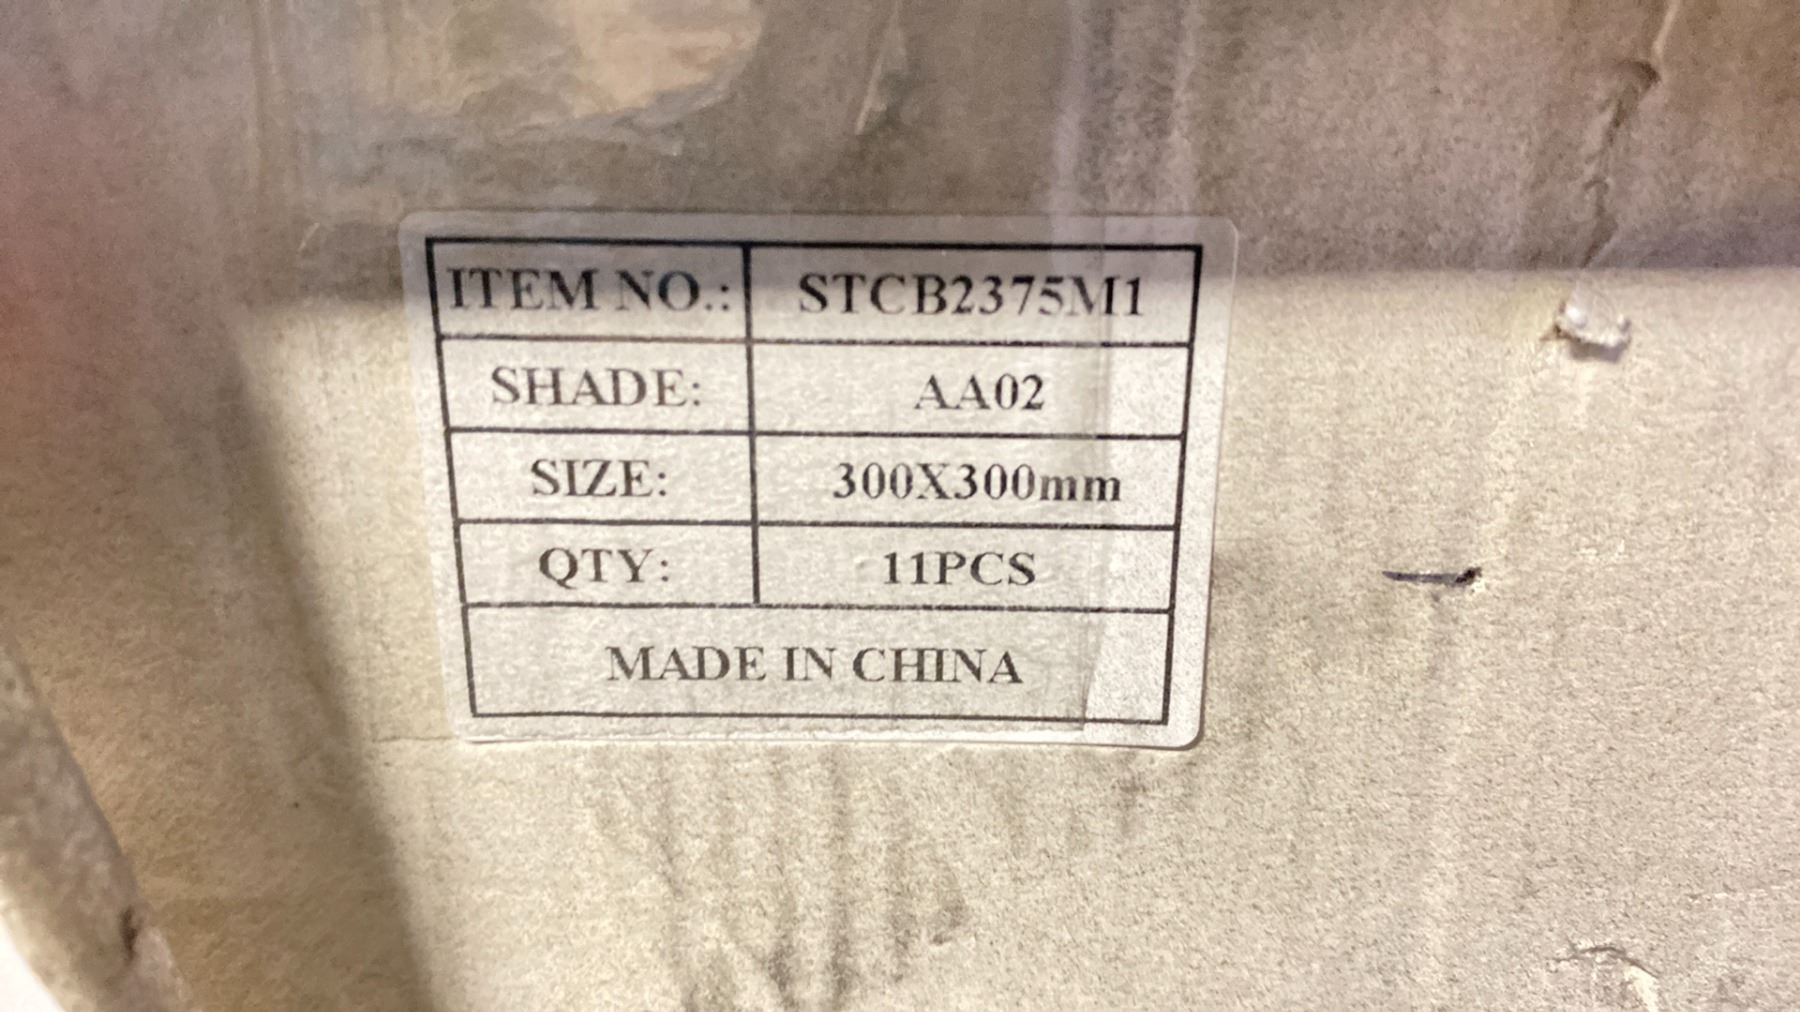 ITEM NO.: STCB2375M1
SHADE: AA02
SIZE: 300X300mm
QTY: 11PCS
MADE IN CHINA